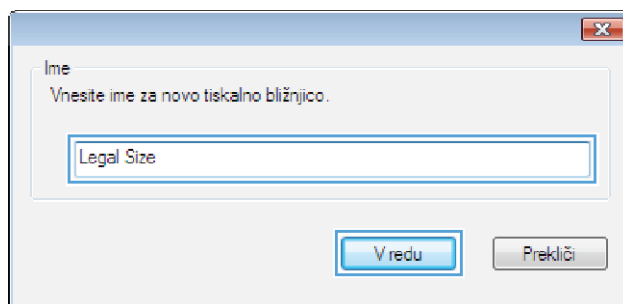 Ime
Vnesite ime za novo tiskalno bližnjico.
Legal Size
V redu
Prekliči